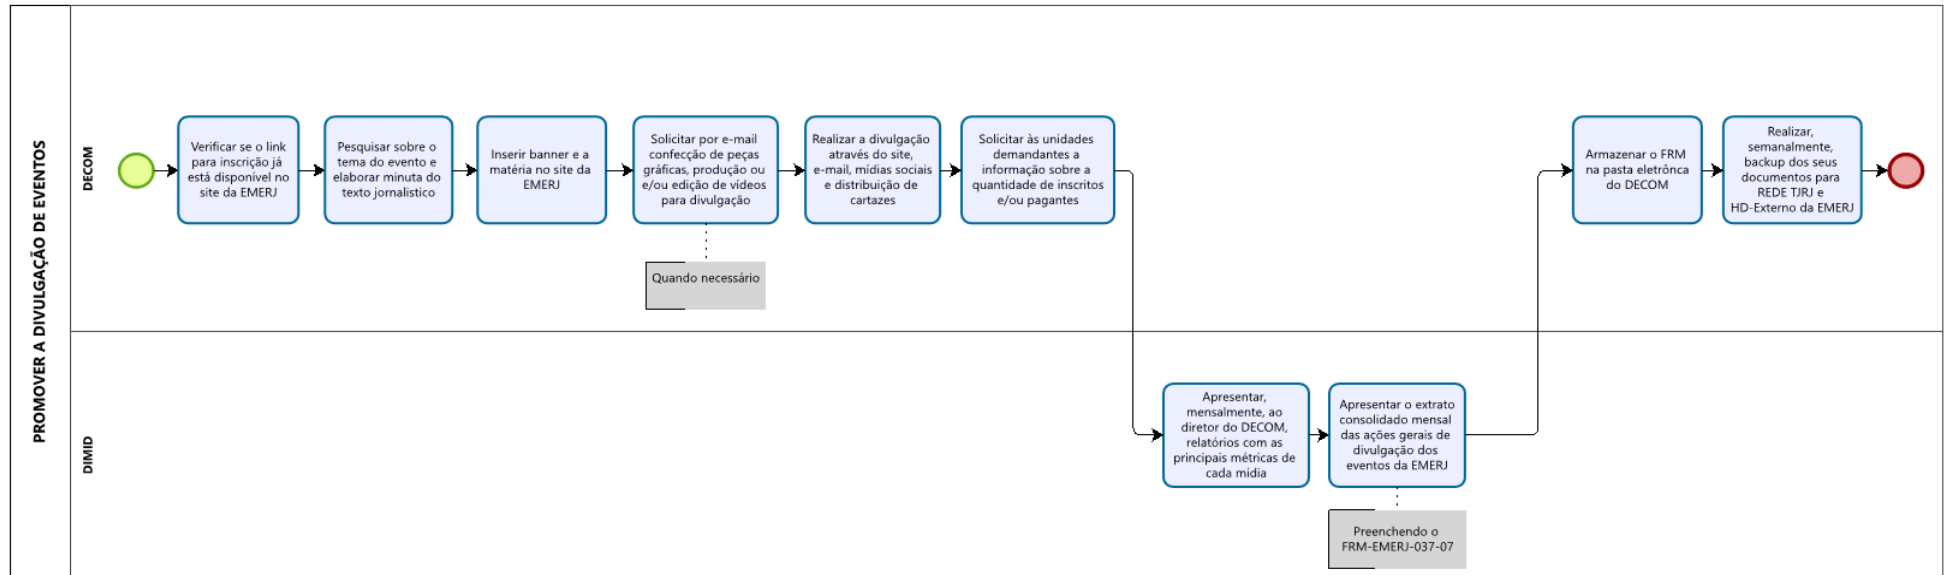 PROMOVER A DIVULGAÇÃO DE EVENTOS
DECOM
Verificar se o link
para inscrição já
está disponível no
site da EMERJ
Pesquisar sobre o
tema do evento e
elaborar minuta do
texto jornalistico
Inserir banner e a
matéria no site da
EMERJ
Solicitar por e-mail
confecção de peças
gráficas, produção ou
e/ou edição de vídeos
para divulgação
Quando necessário
Realizar a divulgação
através do site,
e-mail, mídias sociais
e distribuição de
cartazes
Solicitar às unidades
demandantes a
informação sobre a
quantidade de inscritos
e/ou pagantes
Armazenar o FRM
na pasta eletrônca
do DECOM
Realizar,
semanalmente,
backup dos seus
documentos para
REDE TJRJ e
HD-Externo da EMERJ
DIMID
Apresentar,
mensalmente, ao
diretor do DECOM,
relatórios com as
principais métricas de
cada mídia
Apresentar o extrato
consolidado mensal
das ações gerais de
divulgação dos
eventos da EMERJ
Preenchendo o
FRM-EMERJ-037-07